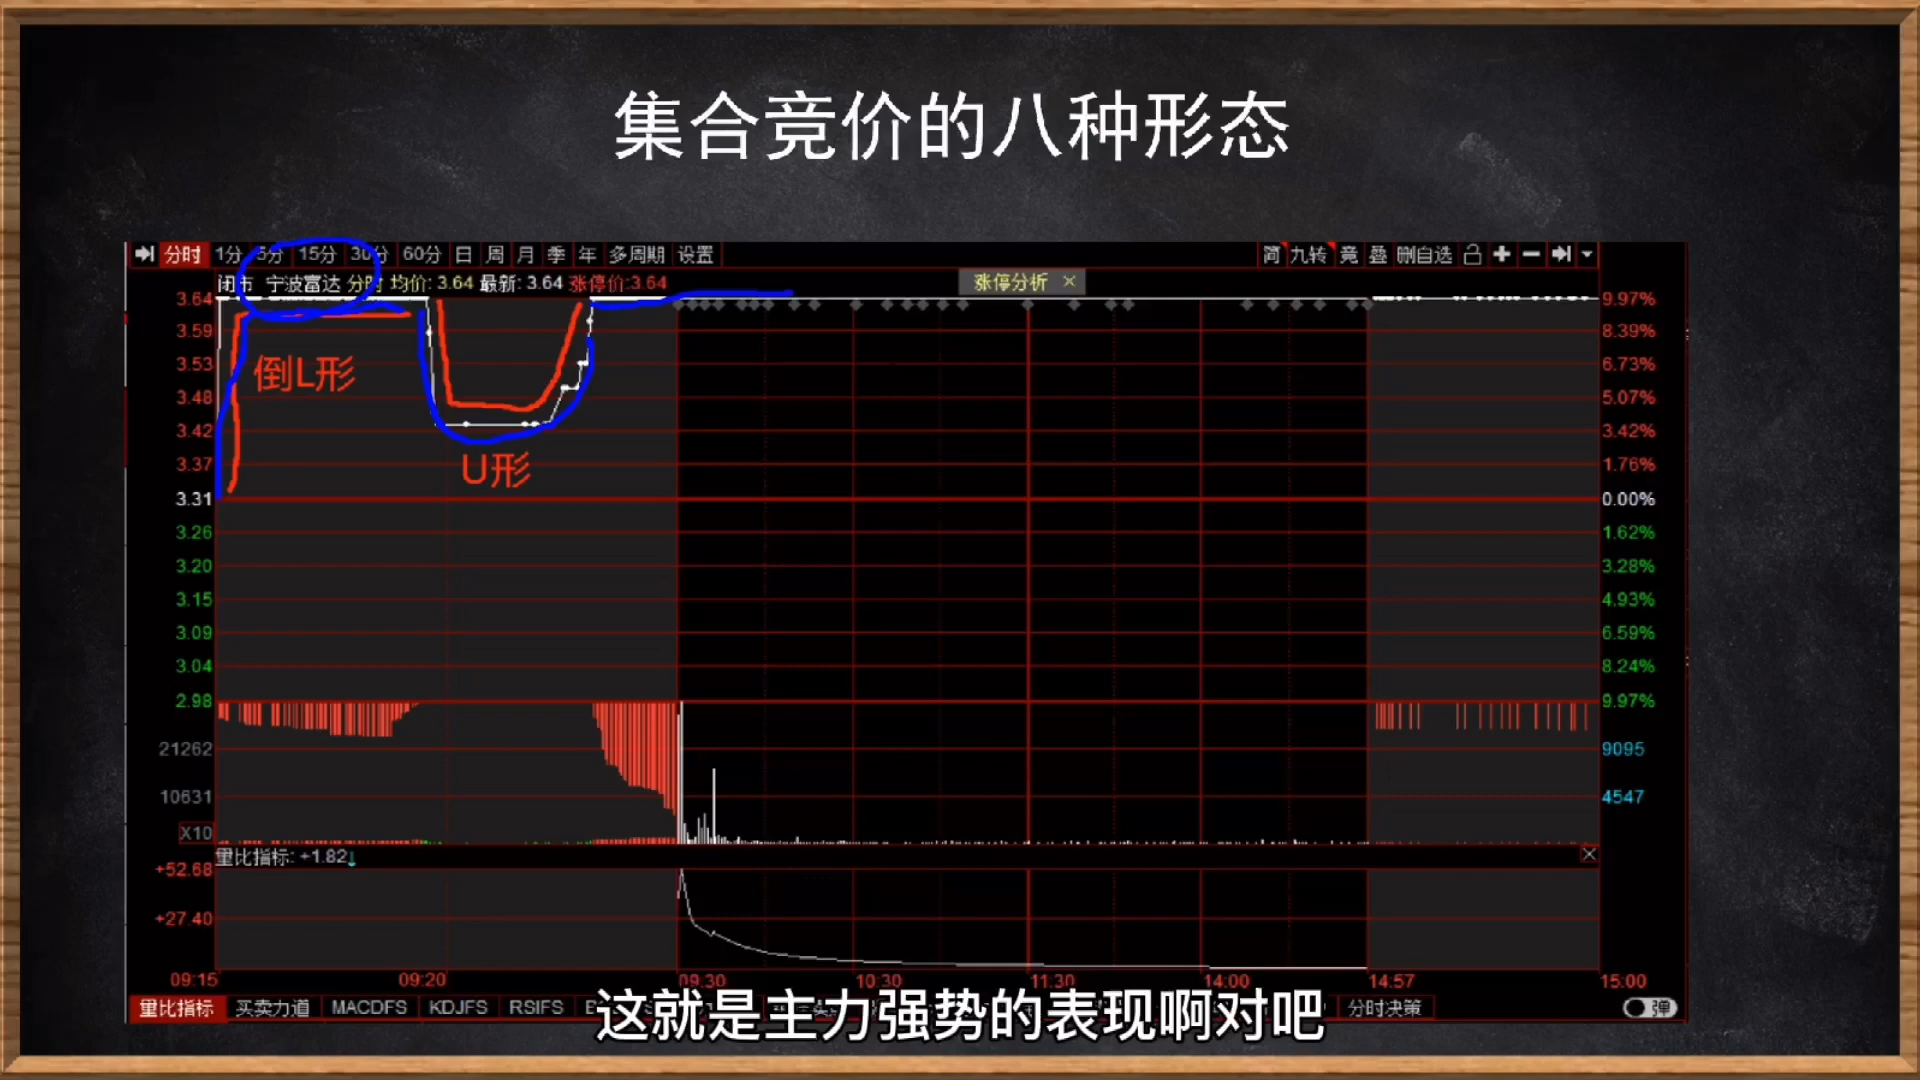 集合竞价的八种形态
分时 1分 5分 15分 30分 60分 日 周 月 季 年 多周期 设置 简 九转 竞 叠 删自选
闭市 宁波富达 分时 均价: 3.64 最新: 3.64 涨停价:3.64 涨停分析
3.64 9.97%
3.59 8.39%
3.53 倒L形 6.73%
3.48 5.07%
3.42 3.42%
3.37 U形 1.76%
3.31 0.00%
3.26 1.62%
3.20 3.28%
3.15 4.93%
3.09 6.59%
3.04 8.24%
2.98 9.97%
21262 9095
10631 4547
X10
量比指标: +1.82↓
+52.68
+27.40
09:15 09:20 09:30 10:30 11:30 14:00 14:57 15:00
量比指标 买卖力道 MACDFS KDJFS RSIFS 分时决策 弹
这就是主力强势的表现啊对吧